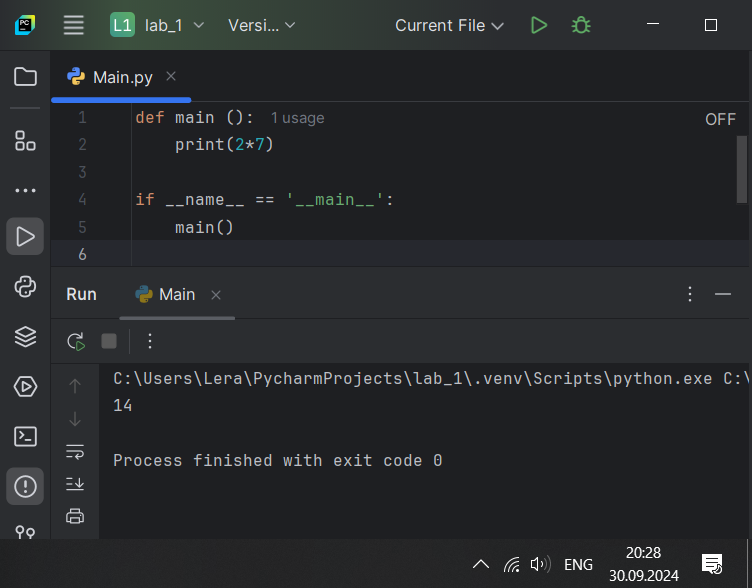 PC
L1 lab_1 Versi... Current File
Main.py
1 def main (): 1 usage
OFF
2     print(2*7)
3
4 if __name__ == '__main__':
5     main()
6
Run Main
C:\Users\Lera\PycharmProjects\lab_1\.venv\Scripts\python.exe C:\
14
Process finished with exit code 0
20:28
ENG
30.09.2024